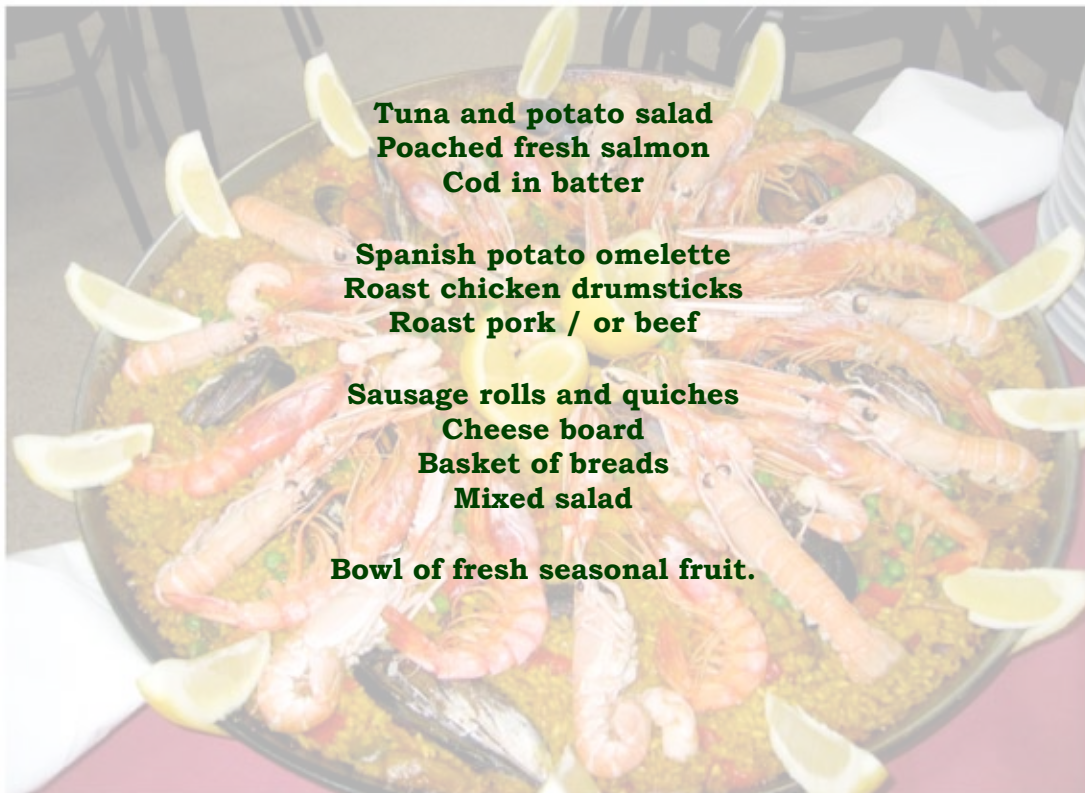 Tuna and potato salad
Poached fresh salmon
Cod in batter
Spanish potato omelette
Roast chicken drumsticks
Roast pork / or beef
Sausage rolls and quiches
Cheese board
Basket of breads
Mixed salad
Bowl of fresh seasonal fruit.